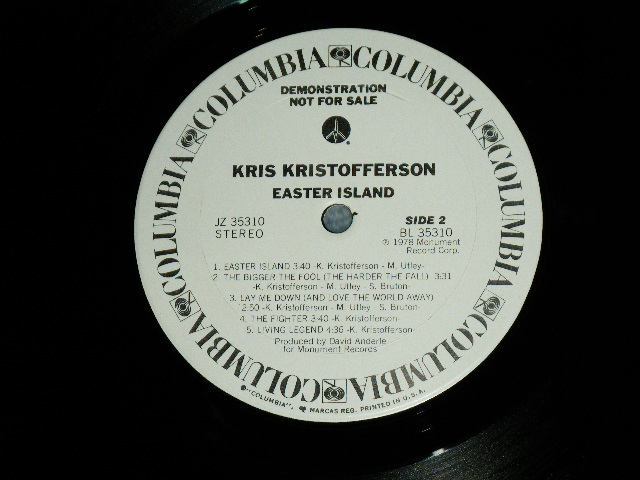 COLUMBIA COLUMBIA COLUMBIA COLUMBIA COLUMBIA COLUMBIA
DEMONSTRATION
NOT FOR SALE
KRIS KRISTOFFERSON
EASTER ISLAND
JZ 35310
STEREO
SIDE 2
BL 35310
℗ 1978 Monument
Record Corp.
1. EASTER ISLAND 3:40 -K. Kristofferson - M. Utley-
2. THE BIGGER THE FOOL (THE HARDER THE FALL) 3:31
-K. Kristofferson - M. Utley - S. Bruton-
3. LAY ME DOWN (AND LOVE THE WORLD AWAY)
2:50 -K. Kristofferson - M. Utley - S. Bruton-
4. THE FIGHTER 3:40 -K. Kristofferson-
5. LIVING LEGEND 4:36 -K. Kristofferson-
Produced by David Anderle
for Monument Records
"COLUMBIA", MARCAS REG. PRINTED IN U.S.A.